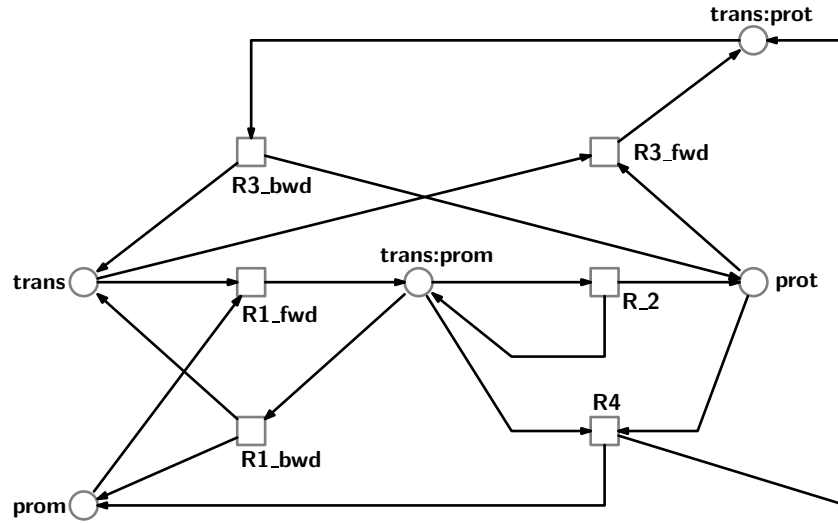 trans:prot
R3_fwd
R3_bwd
trans:prom
trans
prot
R1_fwd
R_2
R4
R1_bwd
prom